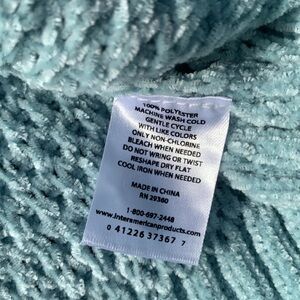 100% POLYESTER
MACHINE WASH COLD
GENTLE CYCLE
WITH LIKE COLORS
ONLY NON-CHLORINE
BLEACH WHEN NEEDED
DO NOT WRING OR TWIST
RESHAPE DRY FLAT
COOL IRON WHEN NEEDED
MADE IN CHINA
RN 29360
1-800-697-2448
www.interamericanproducts.com
0 41226 37367 7